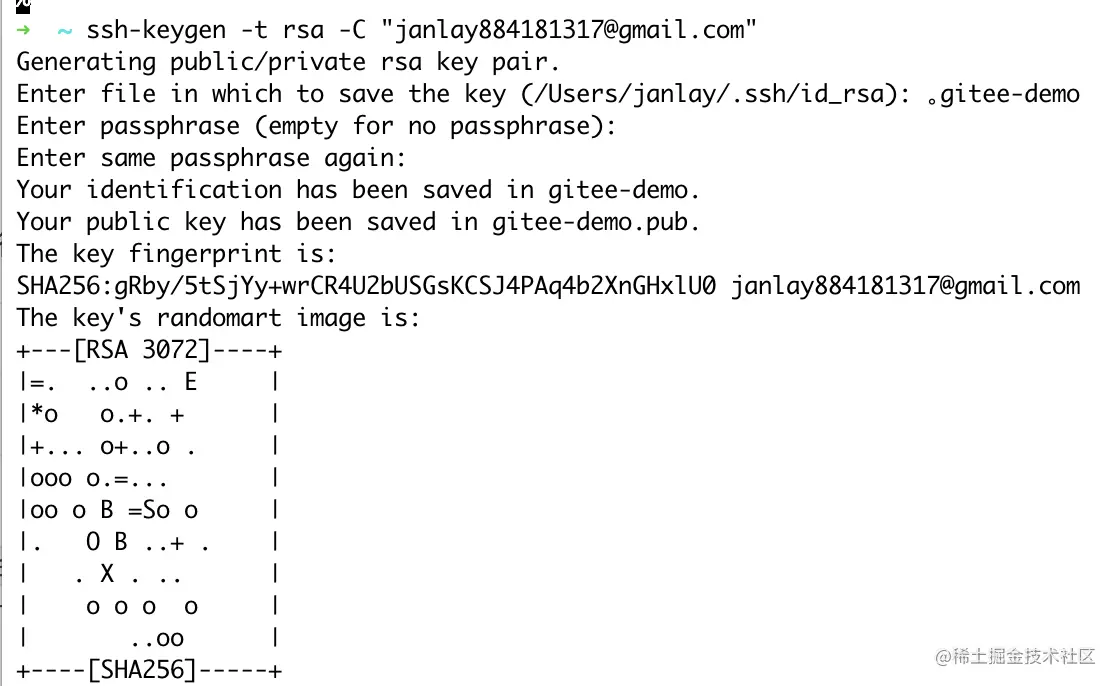 %
→ ~ ssh-keygen -t rsa -C "janlay884181317@gmail.com"
Generating public/private rsa key pair.
Enter file in which to save the key (/Users/janlay/.ssh/id_rsa): 。gitee-demo
Enter passphrase (empty for no passphrase):
Enter same passphrase again:
Your identification has been saved in gitee-demo.
Your public key has been saved in gitee-demo.pub.
The key fingerprint is:
SHA256:gRby/5tSjYy+wrCR4U2bUSGsKCSJ4PAq4b2XnGHxlU0 janlay884181317@gmail.com
The key's randomart image is:
+---[RSA 3072]----+
|=.  ..o .. E     |
|*o   o.+. +      |
|+... o+..o .     |
|ooo o.=...       |
|oo o B =So o     |
|.   O B ..+ .    |
|   . X . ..      |
|    o o o  o     |
|       ..oo      |
+----[SHA256]-----+
@稀土掘金技术社区